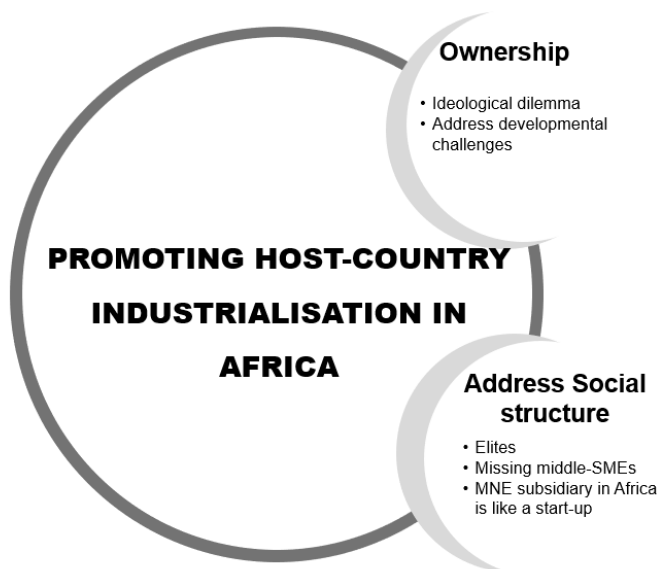 Ownership
• Ideological dilemma
• Address developmental
challenges
PROMOTING HOST-COUNTRY
INDUSTRIALISATION IN
AFRICA
Address Social
structure
• Elites
• Missing middle-SMEs
• MNE subsidiary in Africa
is like a start-up